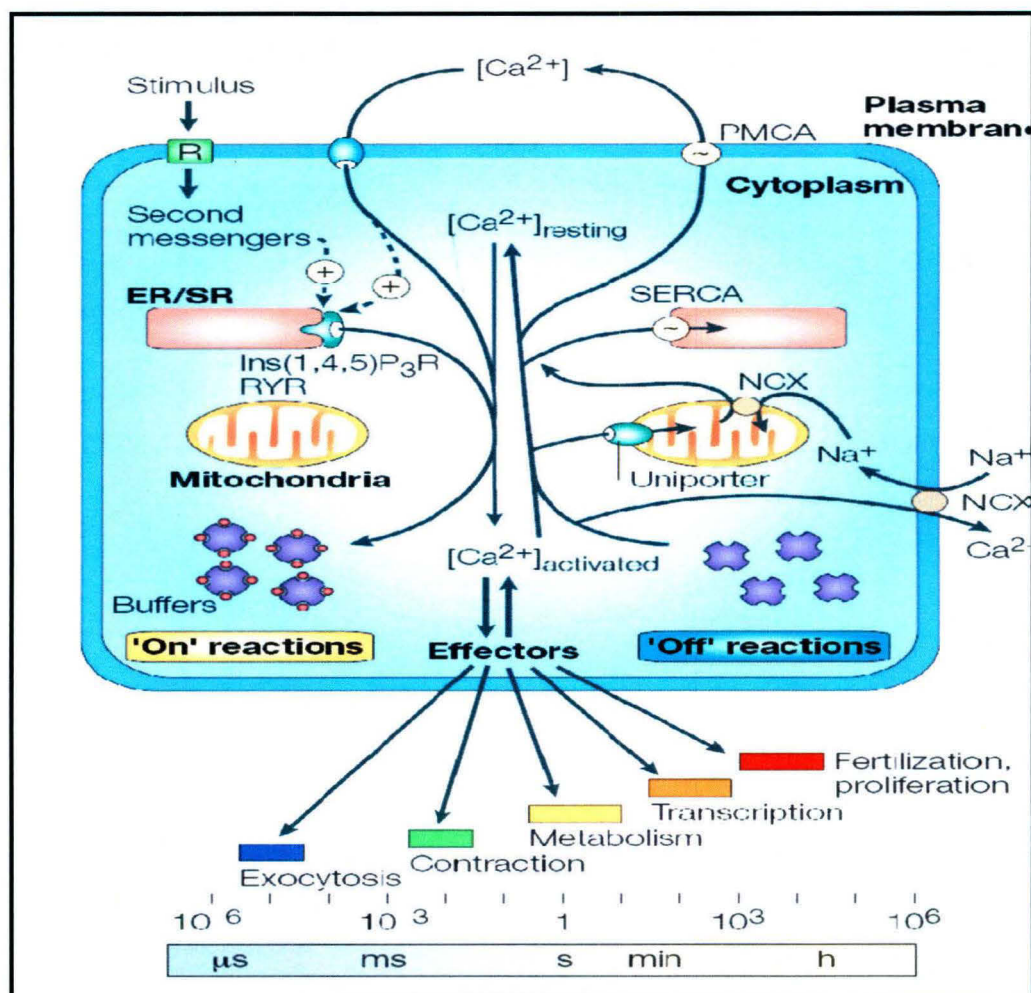 [Ca²⁺]
Stimulus
Plasma
membrane
PMCA
R
~
Cytoplasm
Second
messengers
[Ca²⁺]resting
+
+
ER/SR
SERCA
~
Ins(1,4,5)P₃R
RYR
NCX
Mitochondria
Uniporter
Na⁺
Na⁺
NCX
Ca²
[Ca²⁺]activated
Buffers
'On' reactions
Effectors
'Off' reactions
Fertilization,
proliferation
Transcription
Metabolism
Contraction
Exocytosis
10 ⁶
10 ³
1
10³
10⁶
μs
ms
s
min
h